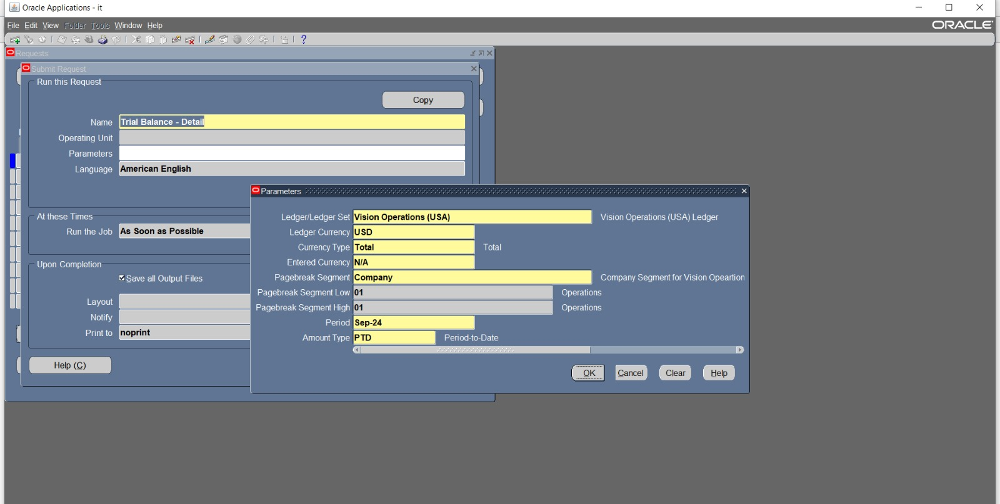 Oracle Applications - it
File Edit View Folder Tools Window Help
ORACLE
Requests
Submit Request
Run this Request
Copy
Name Trial Balance - Detail
Operating Unit
Parameters
Language American English
Parameters
Ledger/Ledger Set Vision Operations (USA) Vision Operations (USA) Ledger
Ledger Currency USD
Currency Type Total Total
Entered Currency N/A
Pagebreak Segment Company Company Segment for Vision Opeartion
Pagebreak Segment Low 01 Operations
Pagebreak Segment High 01 Operations
Period Sep-24
Amount Type PTD Period-to-Date
OK Cancel Clear Help
At these Times
Run the Job As Soon as Possible
Upon Completion
Save all Output Files
Layout
Notify
Print to noprint
Help (C)